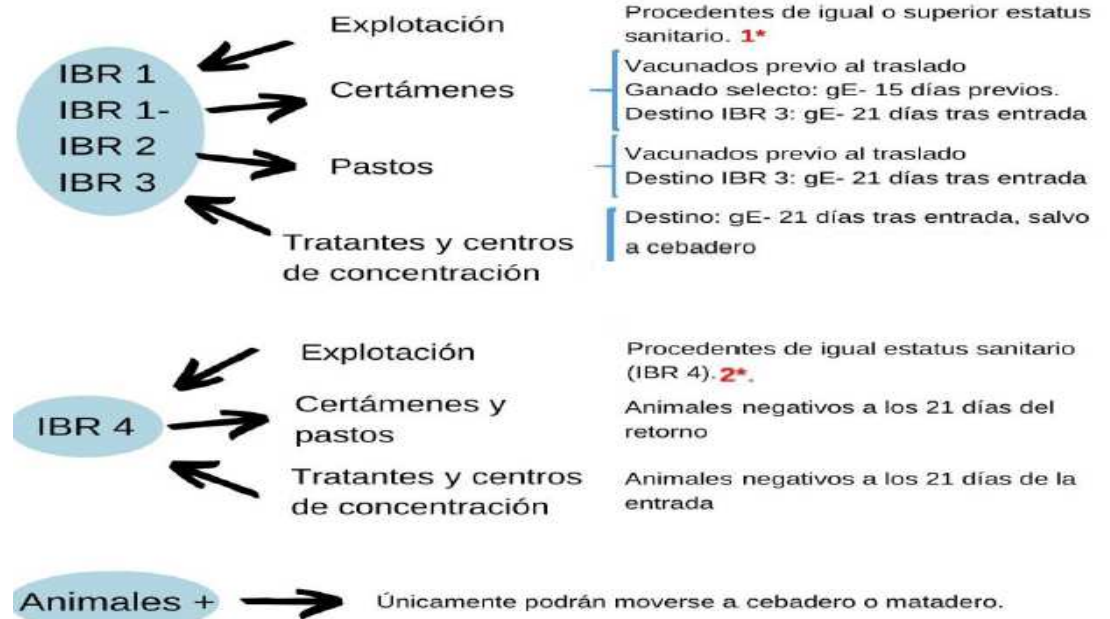 Explotación
Procedentes de igual o superior estatus
sanitario. 1*
IBR 1
IBR 1-
IBR 2
IBR 3
Certámenes
Vacunados previo al traslado
Ganado selecto: gE- 15 días previos.
Destino IBR 3: gE- 21 días tras entrada
Pastos
Vacunados previo al traslado
Destino IBR 3: gE- 21 días tras entrada
Tratantes y centros
de concentración
Destino: gE- 21 días tras entrada, salvo
a cebadero
IBR 4
Explotación
Procedentes de igual estatus sanitario
(IBR 4). 2*.
Certámenes y
pastos
Animales negativos a los 21 días del
retorno
Tratantes y centros
de concentración
Animales negativos a los 21 días de la
entrada
Animales +
Únicamente podrán moverse a cebadero o matadero.